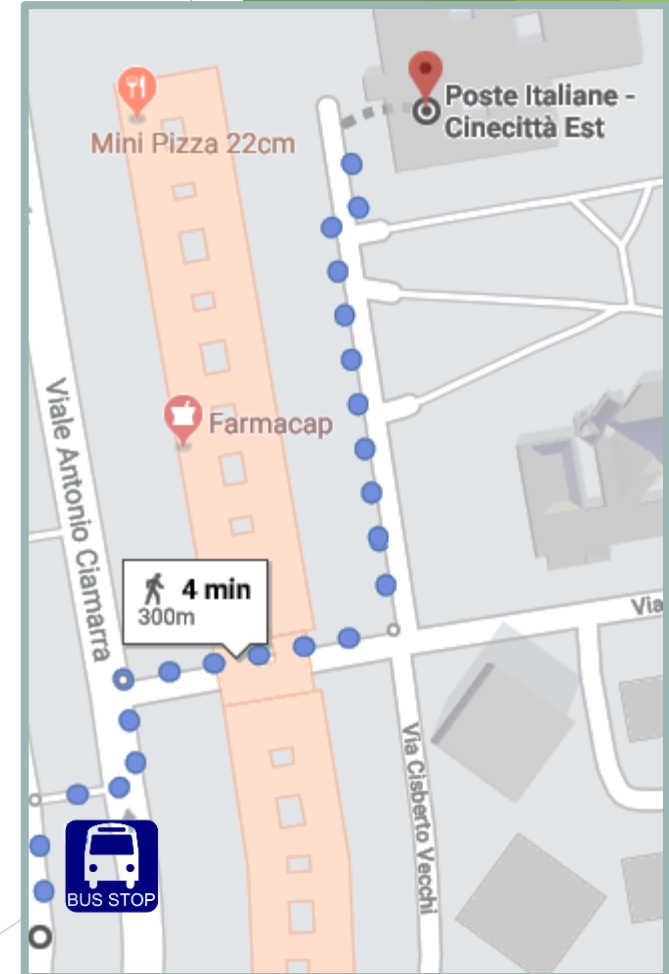 Poste Italiane -
Cinecittà Est
Mini Pizza 22cm
Farmacap
Viale Antonio Ciamarra
4 min
300m
Via
Via Cisberto Vecchi
BUS STOP